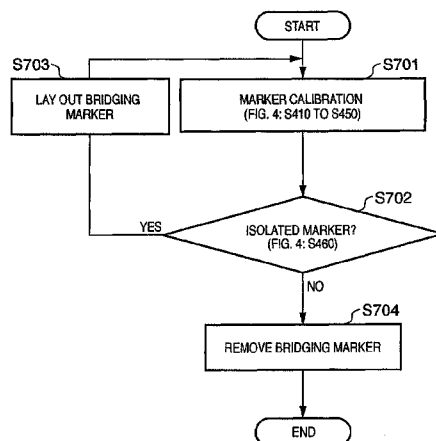 START
S703
S701
LAY OUT BRIDGING
MARKER
MARKER CALIBRATION
(FIG. 4: S410 TO S450)
S702
YES
ISOLATED MARKER?
(FIG. 4: S460)
NO
S704
REMOVE BRIDGING MARKER
END